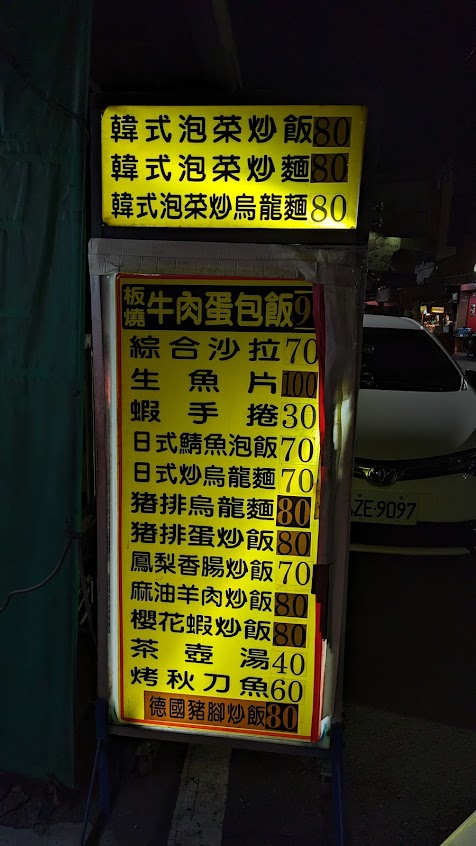 韓式泡菜炒飯80
韓式泡菜炒麵80
韓式泡菜炒烏龍麵80
板燒牛肉蛋包飯9
綜合沙拉70
生魚片100
蝦手捲30
日式鯖魚泡飯70
日式炒烏龍麵70
猪排烏龍麵80
猪排蛋炒飯80
鳳梨香腸炒飯70
麻油羊肉炒飯80
櫻花蝦炒飯80
茶壺湯40
烤秋刀魚60
德國豬腳炒飯80
ZE-9097